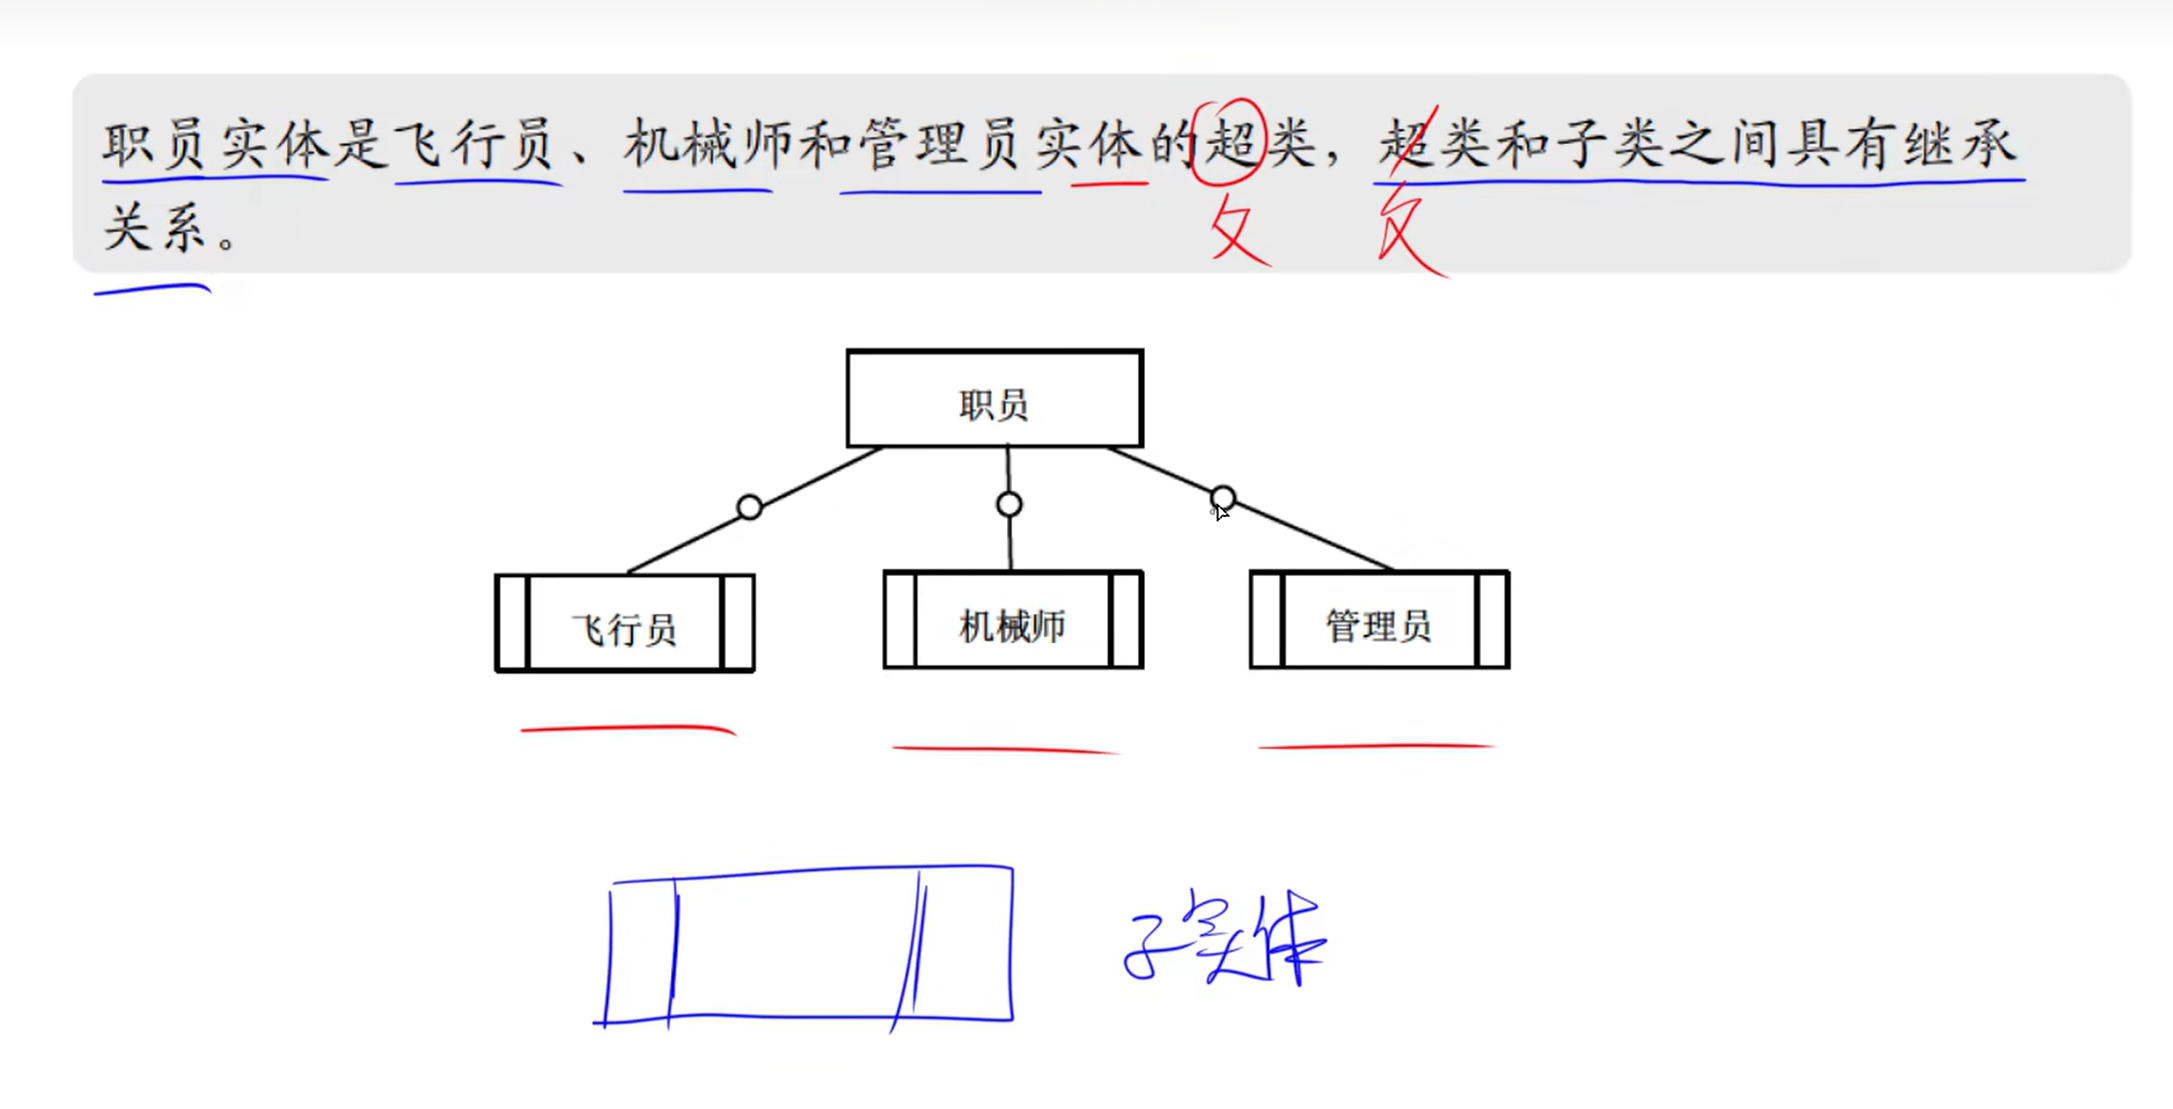 职员实体是飞行员、机械师和管理员实体的超类，超类和子类之间具有继承
关系。
父 父
职员
飞行员 机械师 管理员
子实体